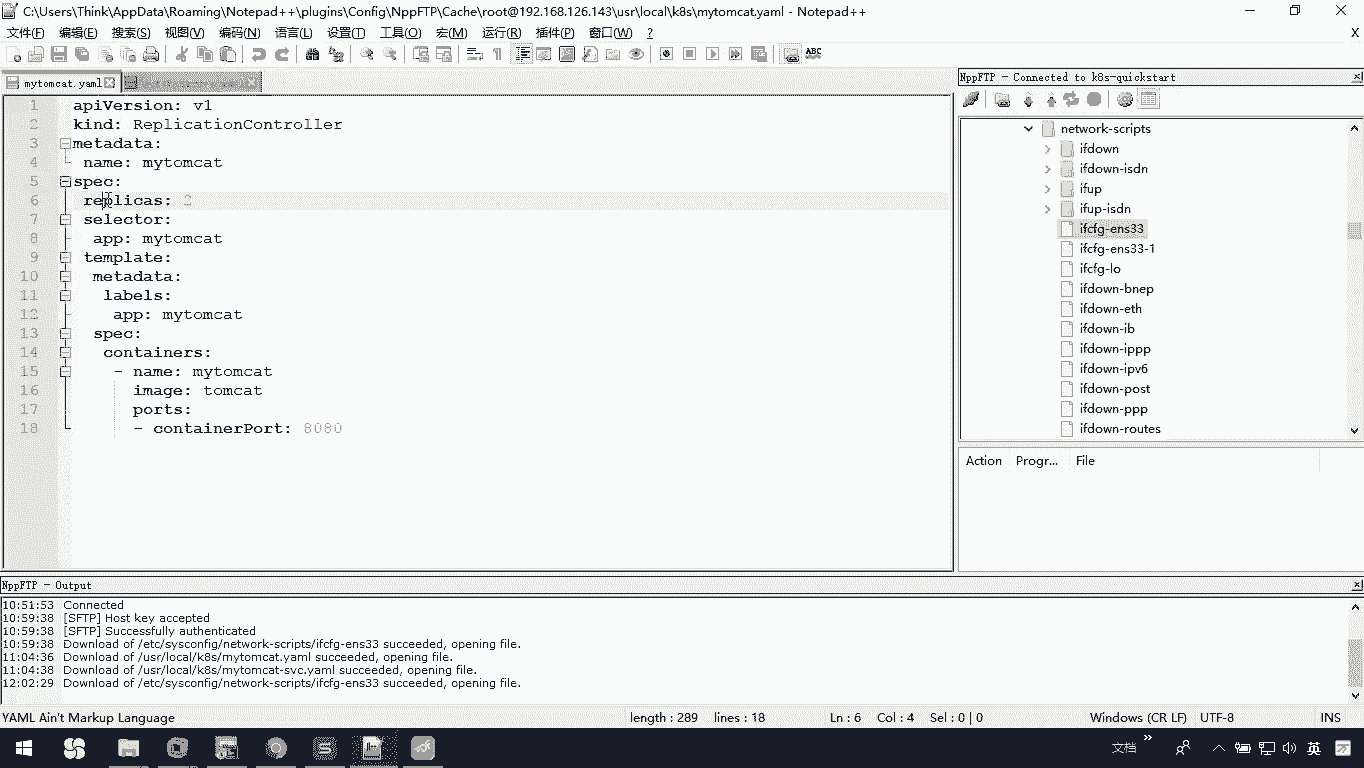 C:\Users\Think\AppData\Roaming\Notepad++\plugins\Config\NppFTP\Cache\root@192.168.126.143\usr\local\k8s\mytomcat.yaml - Notepad++
文件(F) 编辑(E) 搜索(S) 视图(V) 编码(N) 语言(L) 设置(T) 工具(O) 宏(M) 运行(R) 插件(P) 窗口(W) ? X
ABC
mytomcat.yaml
NppFTP - Connected to k8s-quickstart
1 apiVersion: v1
2 kind: ReplicationController
3 metadata:
4 name: mytomcat
5 spec:
6 replicas: 2
7 selector:
8 app: mytomcat
9 template:
10 metadata:
11 labels:
12 app: mytomcat
13 spec:
14 containers:
15 - name: mytomcat
16 image: tomcat
17 ports:
18 - containerPort: 8080
network-scripts
ifdown
ifdown-isdn
ifup
ifup-isdn
ifcfg-ens33
ifcfg-ens33-1
ifcfg-lo
ifdown-bnep
ifdown-eth
ifdown-ib
ifdown-ippp
ifdown-ipv6
ifdown-post
ifdown-ppp
ifdown-routes
Action Progr... File
NppFTP - Output
10:51:53 Connected
10:59:38 [SFTP] Host key accepted
10:59:38 [SFTP] Successfully authenticated
10:59:38 Download of /etc/sysconfig/network-scripts/ifcfg-ens33 succeeded, opening file.
11:04:36 Download of /usr/local/k8s/mytomcat.yaml succeeded, opening file.
11:04:38 Download of /usr/local/k8s/mytomcat-svc.yaml succeeded, opening file.
12:02:29 Download of /etc/sysconfig/network-scripts/ifcfg-ens33 succeeded, opening file.
YAML Ain't Markup Language length : 289 lines : 18 Ln : 6 Col : 4 Sel : 0 | 0 Windows (CR LF) UTF-8 INS
文档 英